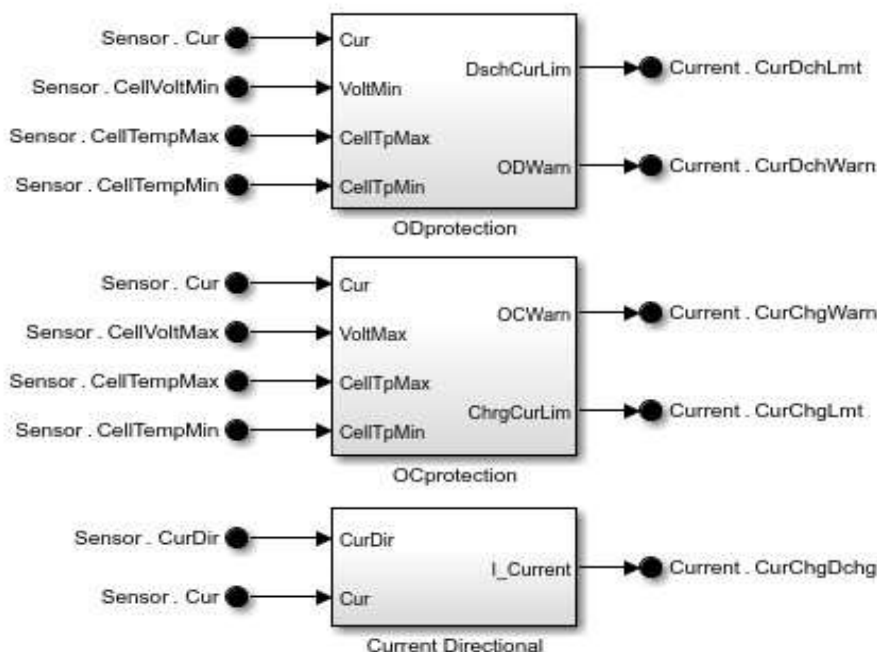 Sensor . Cur
Cur
DschCurLim
Current . CurDchLmt
Sensor . CellVoltMin
VoltMin
Sensor . CellTempMax
CellTpMax
ODWarn
Current . CurDchWarn
Sensor . CellTempMin
CellTpMin
ODprotection
Sensor . Cur
Cur
OCWarn
Current . CurChgWarn
Sensor . CellVoltMax
VoltMax
Sensor . CellTempMax
CellTpMax
ChrgCurLim
Current . CurChgLmt
Sensor . CellTempMin
CellTpMin
OCprotection
Sensor . CurDir
CurDir
I_Current
Current . CurChgDchg
Sensor . Cur
Cur
Current Directional